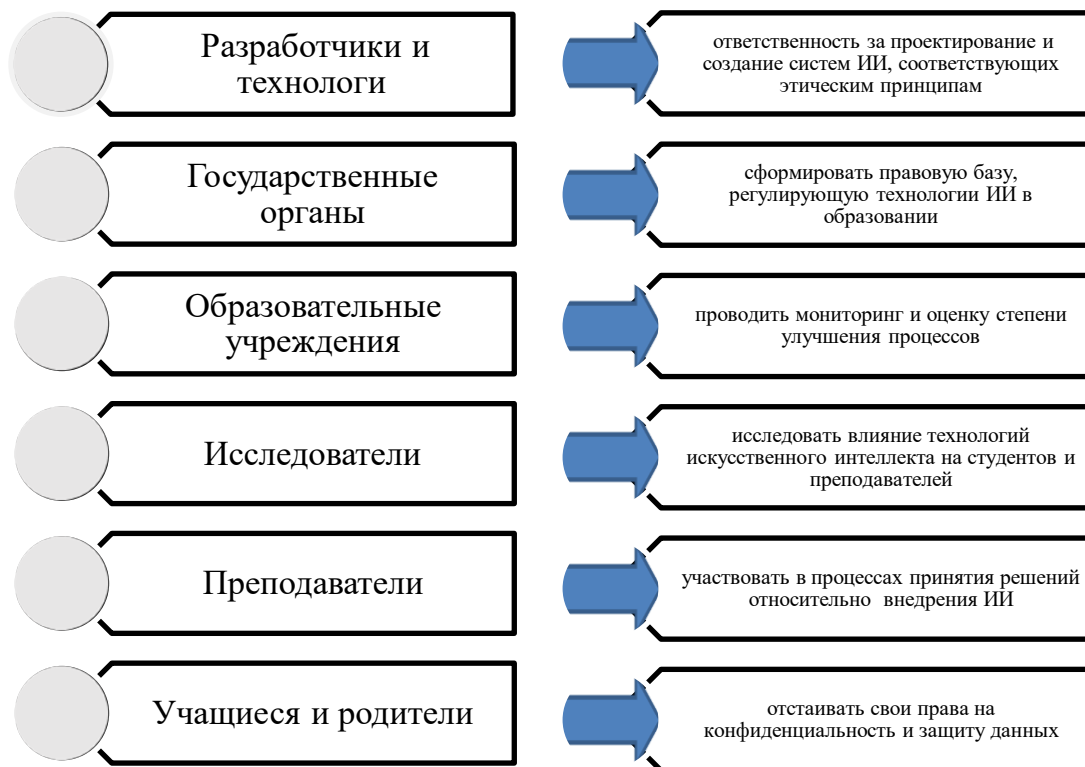 Разработчики и
технологи
ответственность за проектирование и
создание систем ИИ, соответствующих
этическим принципам
Государственные
органы
сформировать правовую базу,
регулирующую технологии ИИ в
образовании
Образовательные
учреждения
проводить мониторинг и оценку степени
улучшения процессов
Исследователи
исследовать влияние технологий
искусственного интеллекта на студентов и
преподавателей
Преподаватели
участвовать в процессах принятия решений
относительно внедрения ИИ
Учащиеся и родители
отстаивать свои права на
конфиденциальность и защиту данных